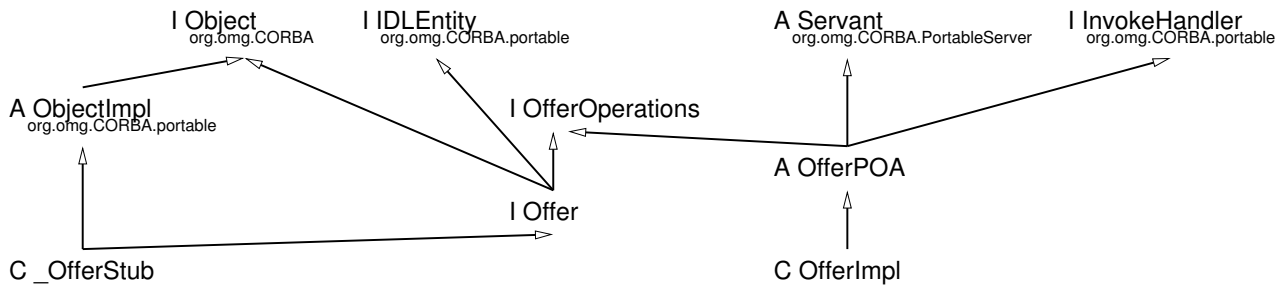 I Object
org.omg.CORBA
I IDLEntity
org.omg.CORBA.portable
A Servant
org.omg.CORBA.PortableServer
I InvokeHandler
org.omg.CORBA.portable
A ObjectImpl
org.omg.CORBA.portable
I OfferOperations
A OfferPOA
I Offer
C _OfferStub
C OfferImpl